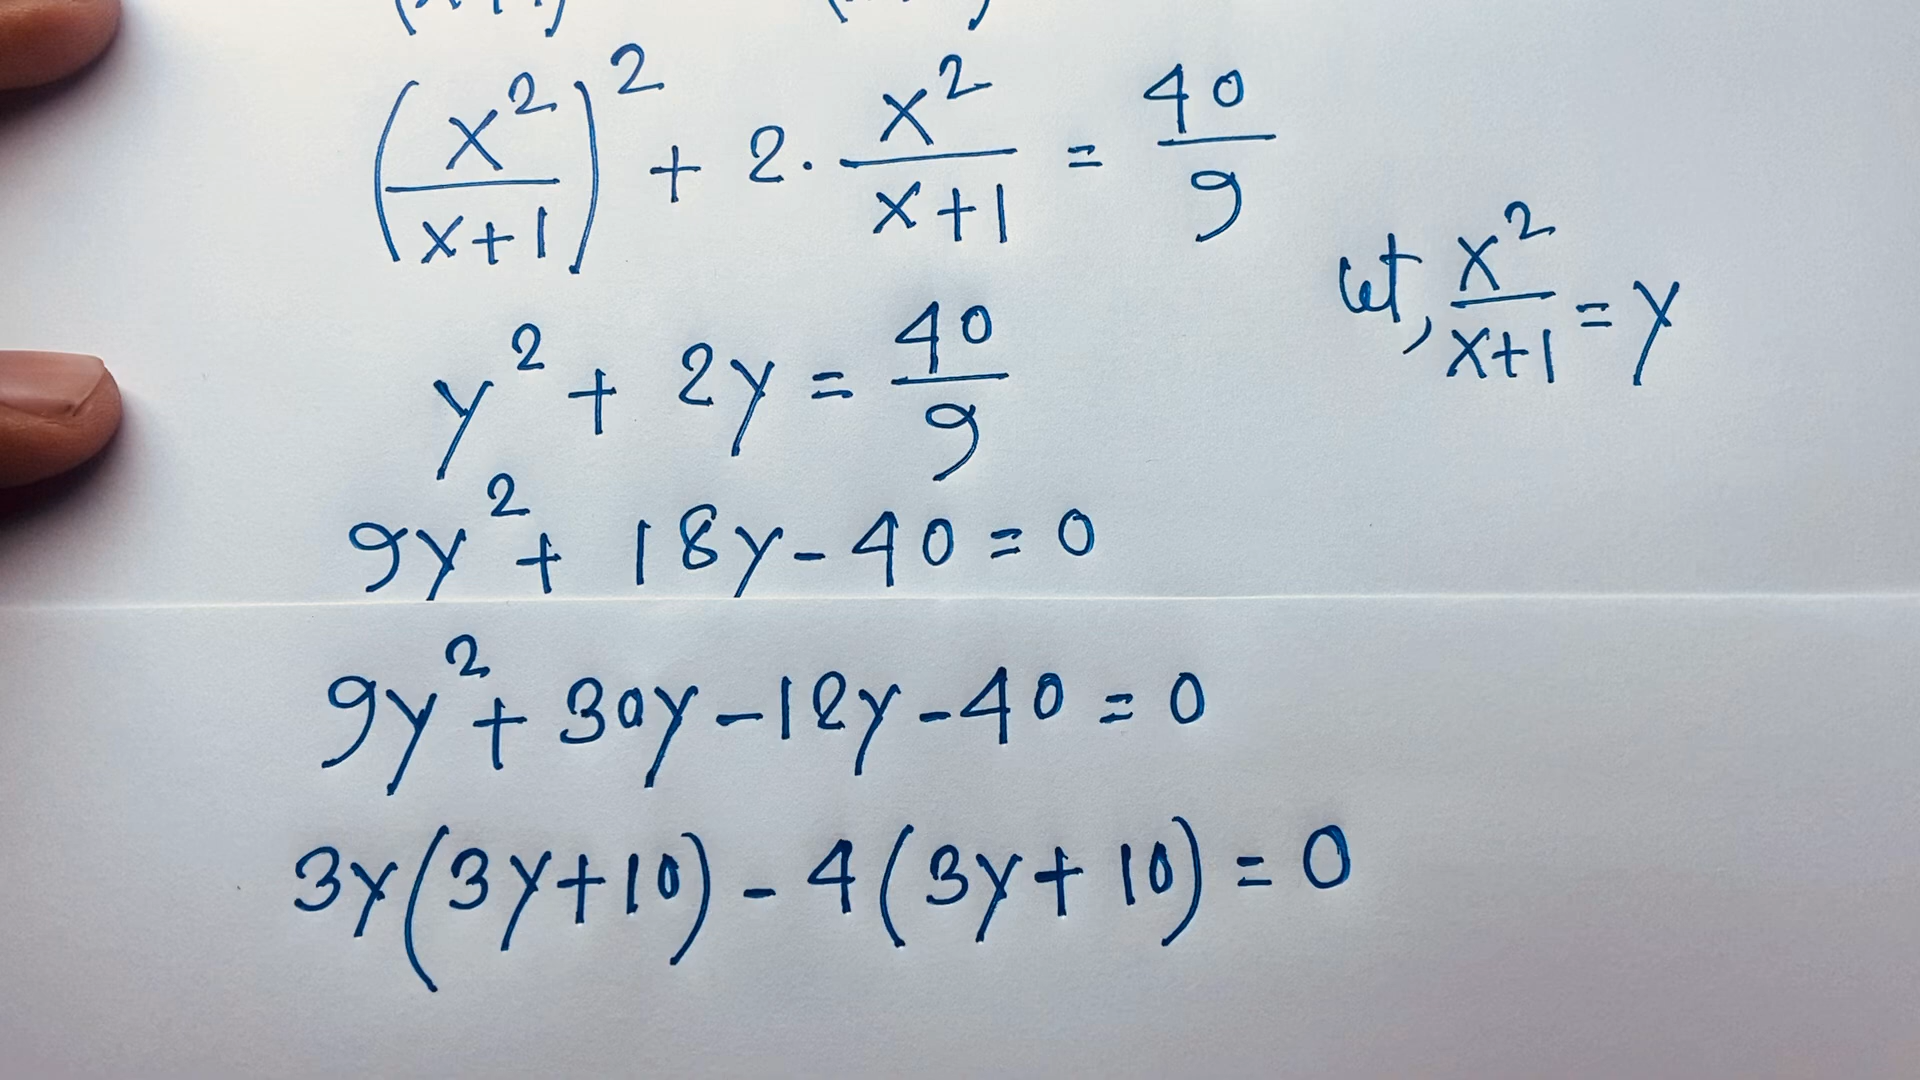 (x²/(x+1))² + 2 · x²/(x+1) = 40/9
let, x²/(x+1) = y
y² + 2y = 40/9
9y² + 18y - 40 = 0
9y² + 30y - 12y - 40 = 0
3y(3y+10) - 4(3y+10) = 0